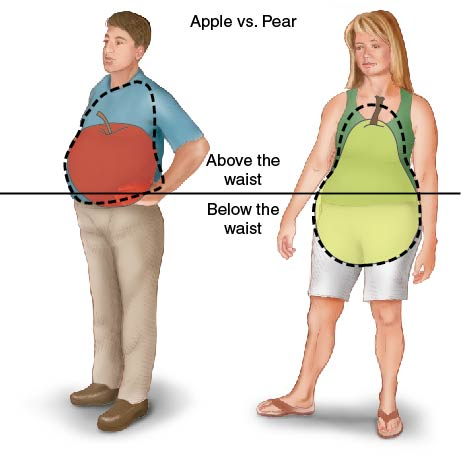 Apple vs. Pear
Above the
waist
Below the
waist